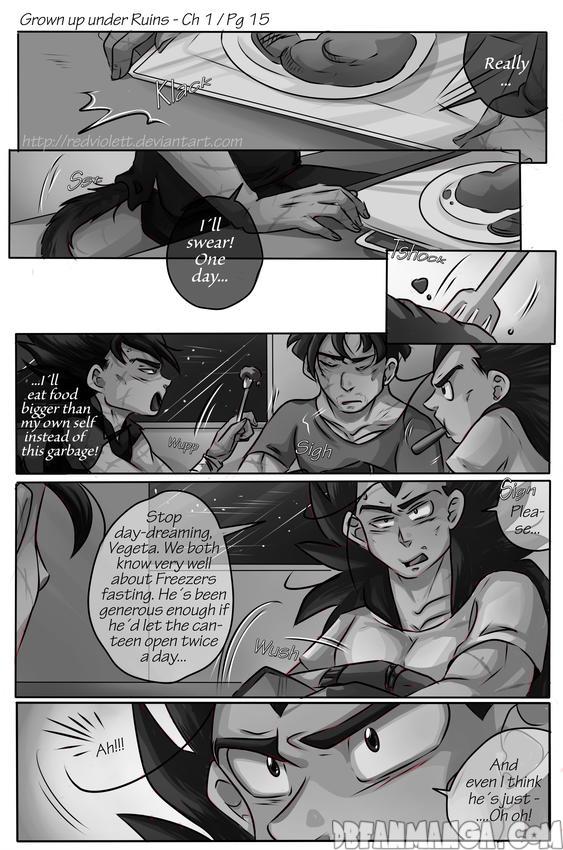 Grown up under Ruins - Ch 1 / Pg 15
Really
...
Klack
http://redviolett.deviantart.com
Sst
I´ll
swear!
One
day...
Tshock
...I´ll
eat food
bigger than
my own self
instead of
this garbage!
Wupp
Sigh
Sigh
Plea-
se...
Stop
day-dreaming,
Vegeta. We both
know very well
about Freezers
fasting. He´s been
generous enough if
he´d let the can-
teen open twice
a day...
Wush
Ah!!!
And
even I think
he´s just -
....Oh oh!
DBFANMANGA.COM